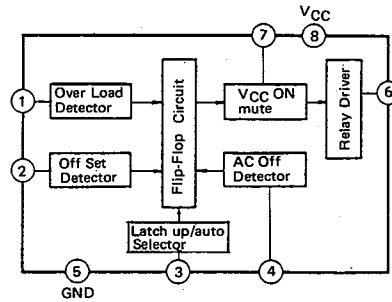 VCC
7
8
1
Over Load
Detector
Flip-Flop Circuit
VCC ON
mute
Relay Driver
6
2
Off Set
Detector
AC Off
Detector
Latch up/auto
Selector
5
3
4
GND